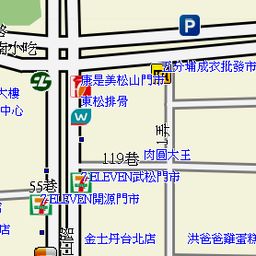 P
南小吃
五分埔成衣批發市
康是美松山門市
大樓
東松排骨
中心
W
119巷
肉圓大王
55巷
7-ELEVEN武松門市
7-ELEVEN開源門市
店
金士丹台北店
洪爸爸雞蛋糕
店